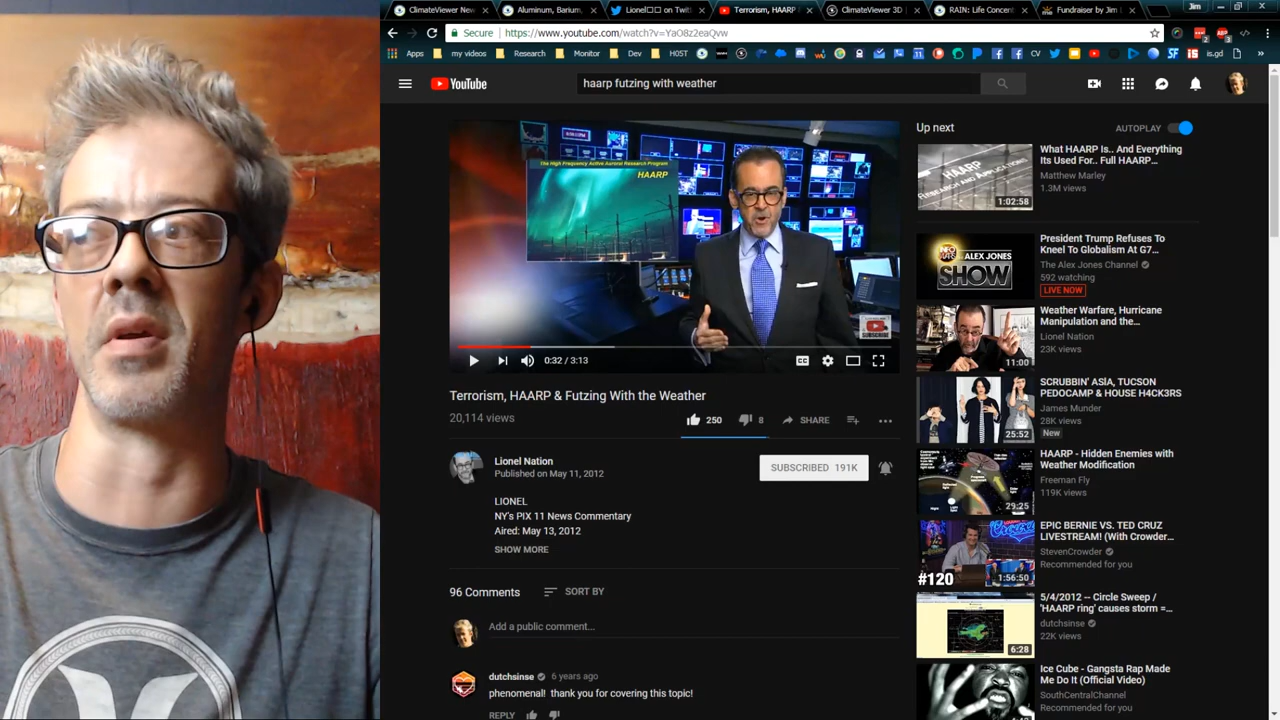 ClimateViewer New
Aluminum, Barium,
Lionel on Twit
Terrorism, HAARP
ClimateViewer 3D
RAIN: Life Concent
Fundraiser by Jim
Jim
Secure
https://www.youtube.com/watch?v=YaO8z2eaQvw
Apps
my videos
Research
Monitor
Dev
H0ST
CV
is.gd
YouTube
haarp futzing with weather
The High Frequency Active Auroral Research Program
HAARP
0:32 / 3:13
Terrorism, HAARP & Futzing With the Weather
20,114 views
250
8
SHARE
Lionel Nation
Published on May 11, 2012
SUBSCRIBED 191K
LIONEL
NY's PIX 11 News Commentary
Aired: May 13, 2012
SHOW MORE
96 Comments
SORT BY
Add a public comment...
dutchsinse
6 years ago
phenomenal! thank you for covering this topic!
REPLY
Up next
AUTOPLAY
HAARP
RESEARCH AND APPLICATIONS
1:02:58
What HAARP Is.. And Everything
Its Used For.. Full HAARP...
Matthew Marley
1.3M views
ALEX JONES
SHOW
President Trump Refuses To
Kneel To Globalism At G7...
The Alex Jones Channel
592 watching
LIVE NOW
11:00
Weather Warfare, Hurricane
Manipulation and the...
Lionel Nation
23K views
25:52
SCRUBBIN' ASIA, TUCSON
PEDOCAMP & HOUSE H4CK3RS
James Munder
28K views
New
29:25
HAARP - Hidden Enemies with
Weather Modification
Freeman Fly
119K views
#120
1:56:50
EPIC BERNIE VS. TED CRUZ
LIVESTREAM! (With Crowder...
StevenCrowder
Recommended for you
6:28
5/4/2012 -- Circle Sweep /
'HAARP ring' causes storm =...
dutchsinse
22K views
Ice Cube - Gangsta Rap Made
Me Do It (Official Video)
SouthCentralChannel
Recommended for you